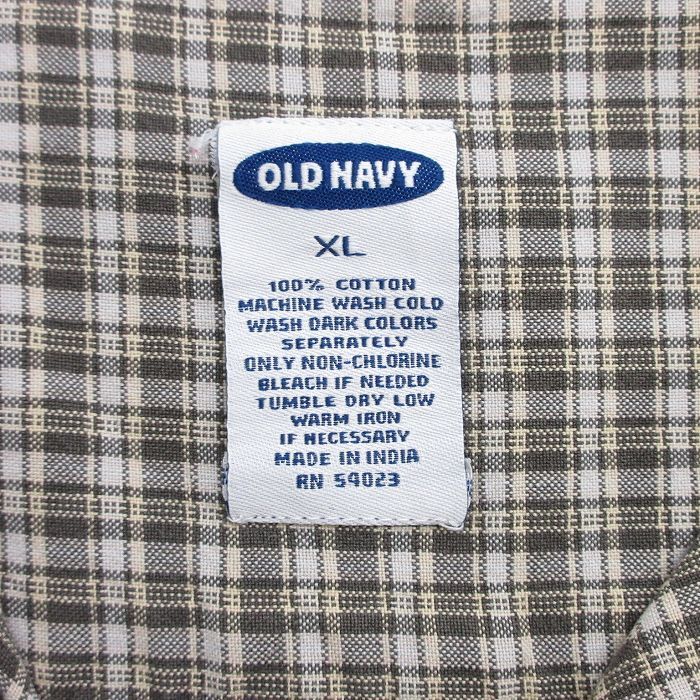 OLD NAVY
XL
100% COTTON
MACHINE WASH COLD
WASH DARK COLORS
SEPARATELY
ONLY NON-CHLORINE
BLEACH IF NEEDED
TUMBLE DRY LOW
WARM IRON
IF NECESSARY
MADE IN INDIA
RN 54023